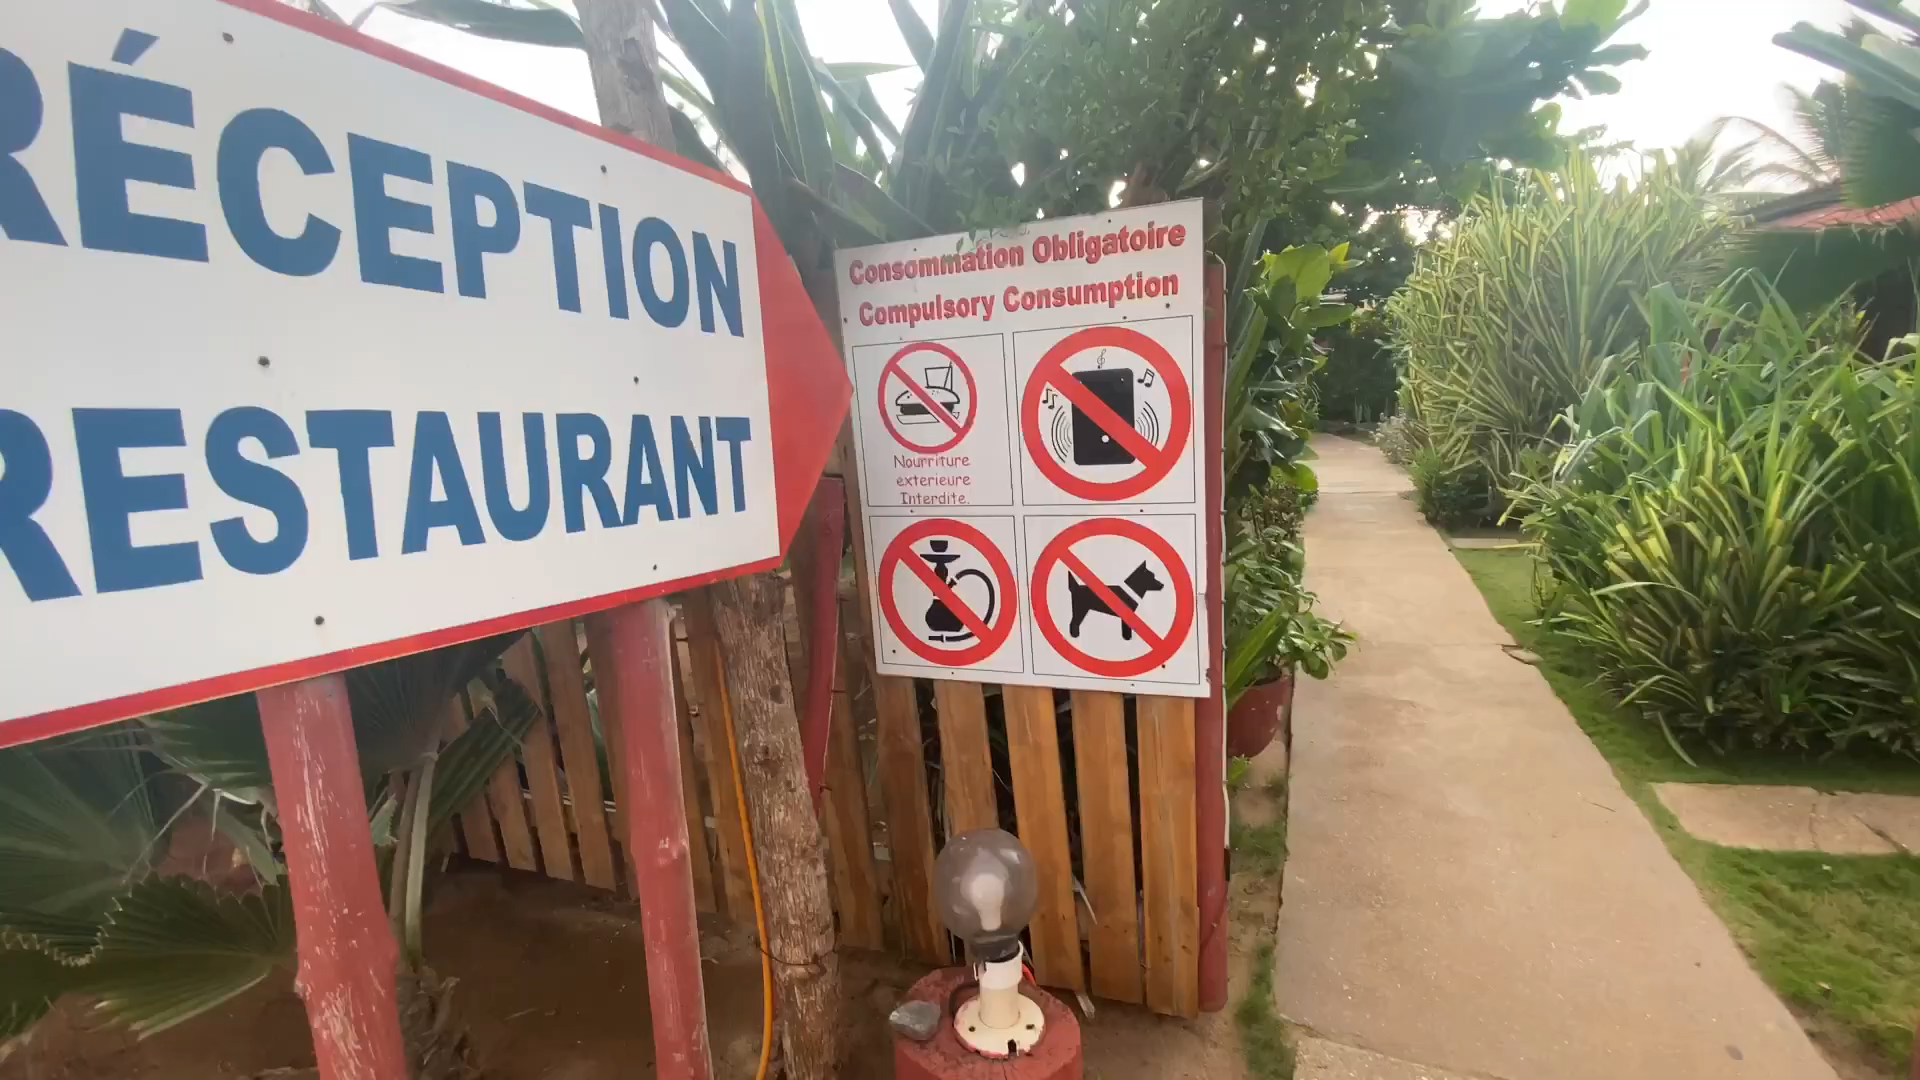 RÉCEPTION
RESTAURANT
Consommation Obligatoire
Compulsory Consumption
Nourriture
exterieure
Interdite.